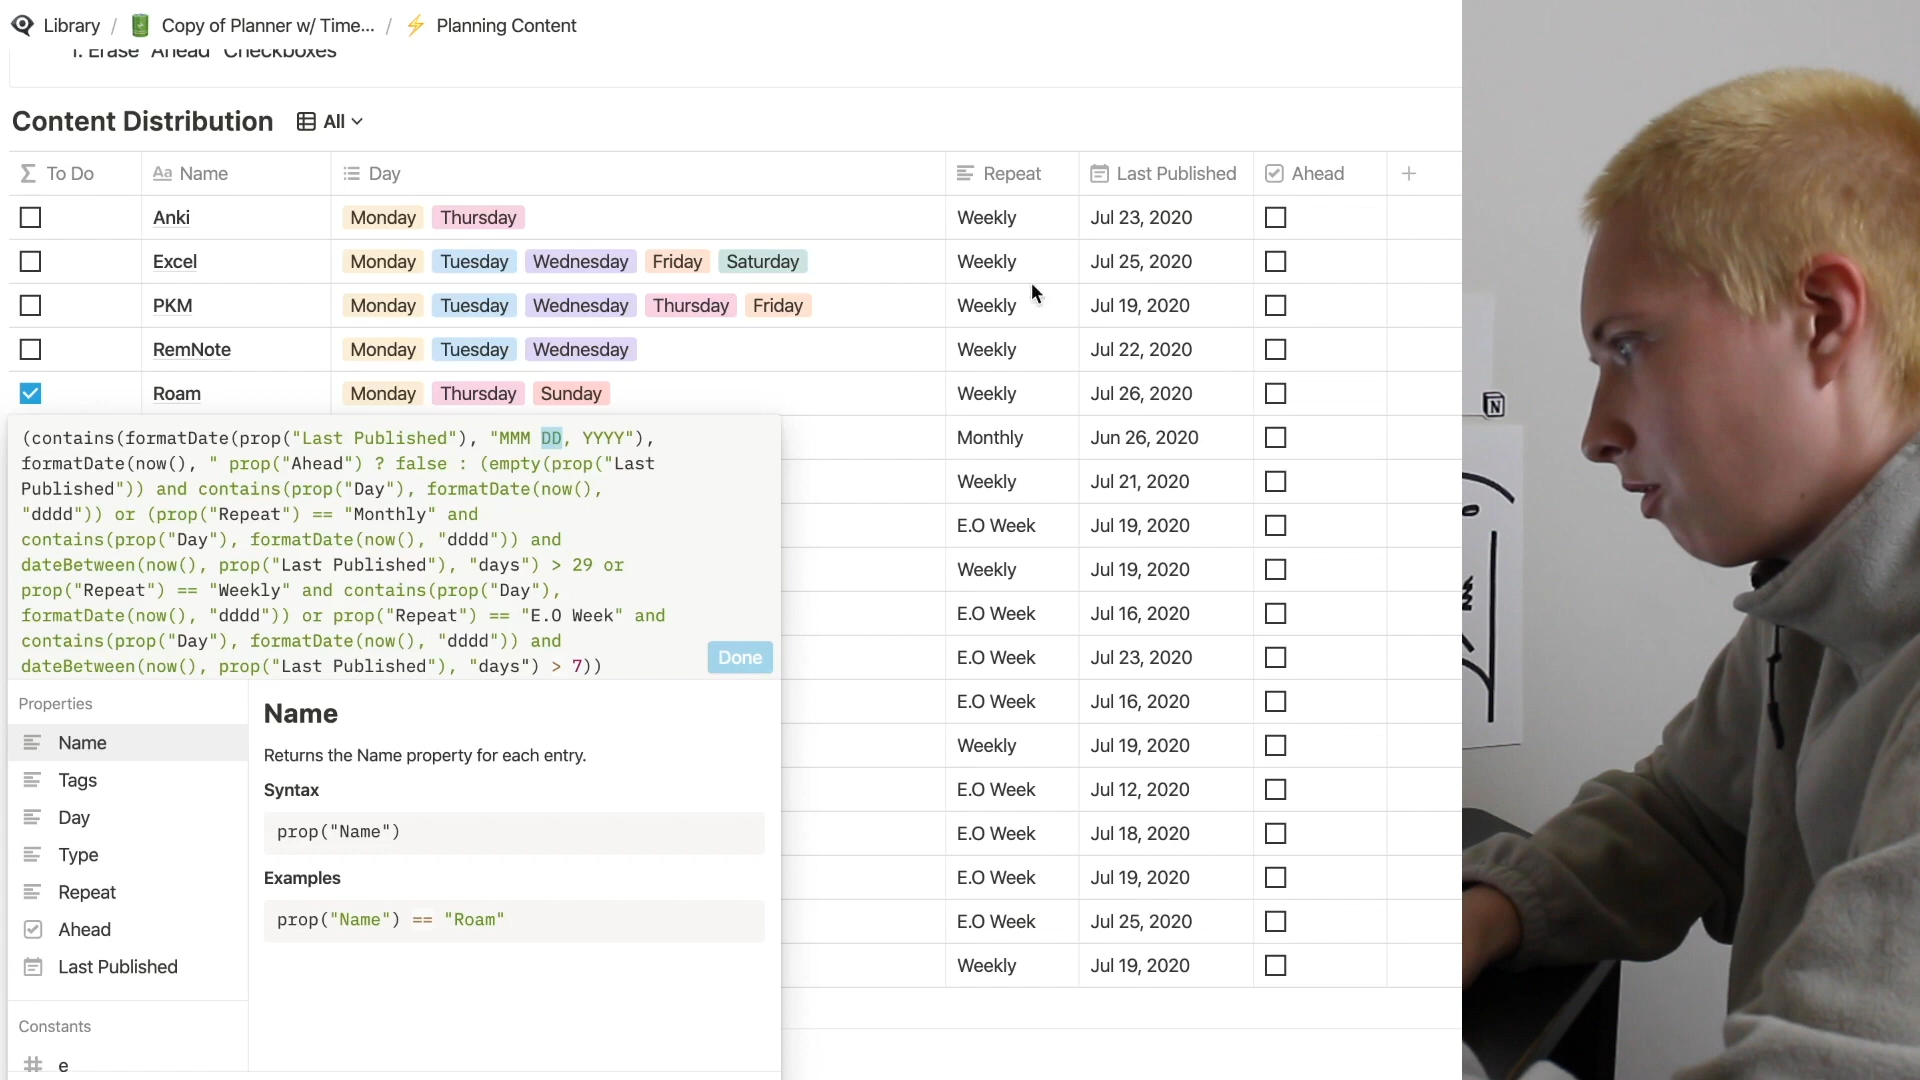 Library / Copy of Planner w/ Time... / Planning Content
1. Erase "Ahead" Checkboxes
Content Distribution All
To Do Name Day Repeat Last Published Ahead
Anki Monday Thursday Weekly Jul 23, 2020
Excel Monday Tuesday Wednesday Friday Saturday Weekly Jul 25, 2020
PKM Monday Tuesday Wednesday Thursday Friday Weekly Jul 19, 2020
RemNote Monday Tuesday Wednesday Weekly Jul 22, 2020
Roam Monday Thursday Sunday Weekly Jul 26, 2020
(contains(formatDate(prop("Last Published"), "MMM DD, YYYY"),
formatDate(now(), " prop("Ahead") ? false : (empty(prop("Last
Published")) and contains(prop("Day"), formatDate(now(),
"dddd")) or (prop("Repeat") == "Monthly" and
contains(prop("Day"), formatDate(now(), "dddd")) and
dateBetween(now(), prop("Last Published"), "days") > 29 or
prop("Repeat") == "Weekly" and contains(prop("Day"),
formatDate(now(), "dddd")) or prop("Repeat") == "E.O Week" and
contains(prop("Day"), formatDate(now(), "dddd")) and
dateBetween(now(), prop("Last Published"), "days") > 7))
Done
Monthly Jun 26, 2020
Weekly Jul 21, 2020
E.O Week Jul 19, 2020
Weekly Jul 19, 2020
E.O Week Jul 16, 2020
E.O Week Jul 23, 2020
E.O Week Jul 16, 2020
Weekly Jul 19, 2020
E.O Week Jul 12, 2020
E.O Week Jul 18, 2020
E.O Week Jul 19, 2020
E.O Week Jul 25, 2020
Weekly Jul 19, 2020
Properties
Name
Tags
Day
Type
Repeat
Ahead
Last Published
Constants
e
Name
Returns the Name property for each entry.
Syntax
prop("Name")
Examples
prop("Name") == "Roam"
N